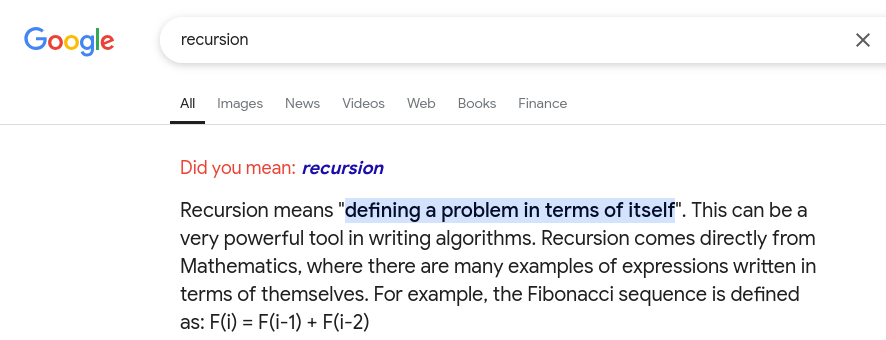 Google
recursion
All Images News Videos Web Books Finance
Did you mean: recursion
Recursion means "defining a problem in terms of itself". This can be a
very powerful tool in writing algorithms. Recursion comes directly from
Mathematics, where there are many examples of expressions written in
terms of themselves. For example, the Fibonacci sequence is defined
as: F(i) = F(i-1) + F(i-2)